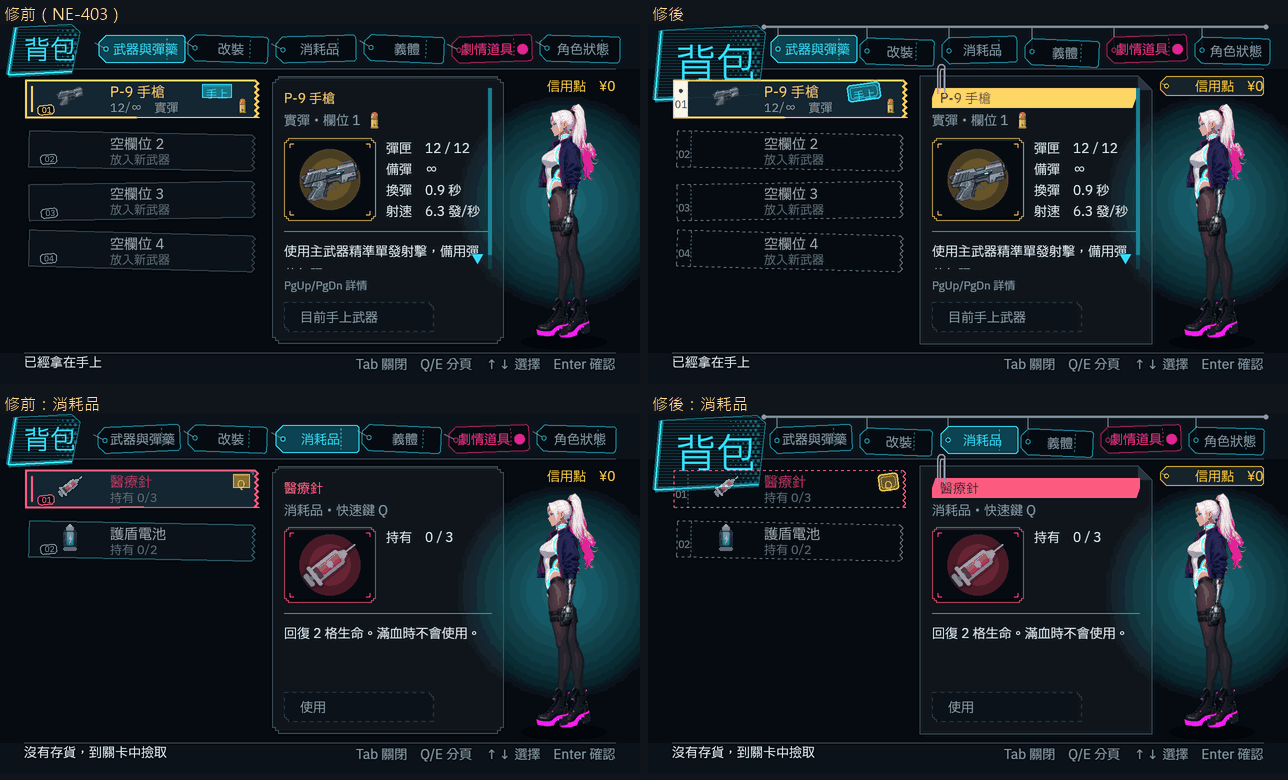 修前（NE-403）
背包
武器與彈藥
改裝
消耗品
義體
劇情道具
角色狀態
01
P-9 手槍
12/∞ 實彈
手上
02
空欄位 2
放入新武器
03
空欄位 3
放入新武器
04
空欄位 4
放入新武器
P-9 手槍
實彈・欄位 1
彈匣 12 / 12
備彈 ∞
換彈 0.9 秒
射速 6.3 發/秒
使用主武器精準單發射擊，備用彈
PgUp/PgDn 詳情
目前手上武器
信用點 ¥0
已經拿在手上
Tab 關閉 Q/E 分頁 ↑↓ 選擇 Enter 確認
修後
背包
武器與彈藥
改裝
消耗品
義體
劇情道具
角色狀態
01
P-9 手槍
12/∞ 實彈
手上
02
空欄位 2
放入新武器
03
空欄位 3
放入新武器
04
空欄位 4
放入新武器
P-9 手槍
實彈・欄位 1
彈匣 12 / 12
備彈 ∞
換彈 0.9 秒
射速 6.3 發/秒
使用主武器精準單發射擊，備用彈
PgUp/PgDn 詳情
目前手上武器
信用點 ¥0
已經拿在手上
Tab 關閉 Q/E 分頁 ↑↓ 選擇 Enter 確認
修前：消耗品
背包
武器與彈藥
改裝
消耗品
義體
劇情道具
角色狀態
01
醫療針
持有 0/3
Q
02
護盾電池
持有 0/2
醫療針
消耗品・快速鍵 Q
持有 0 / 3
回復 2 格生命。滿血時不會使用。
使用
信用點 ¥0
沒有存貨，到關卡中撿取
Tab 關閉 Q/E 分頁 ↑↓ 選擇 Enter 確認
修後：消耗品
背包
武器與彈藥
改裝
消耗品
義體
劇情道具
角色狀態
01
醫療針
持有 0/3
Q
02
護盾電池
持有 0/2
醫療針
消耗品・快速鍵 Q
持有 0 / 3
回復 2 格生命。滿血時不會使用。
使用
信用點 ¥0
沒有存貨，到關卡中撿取
Tab 關閉 Q/E 分頁 ↑↓ 選擇 Enter 確認